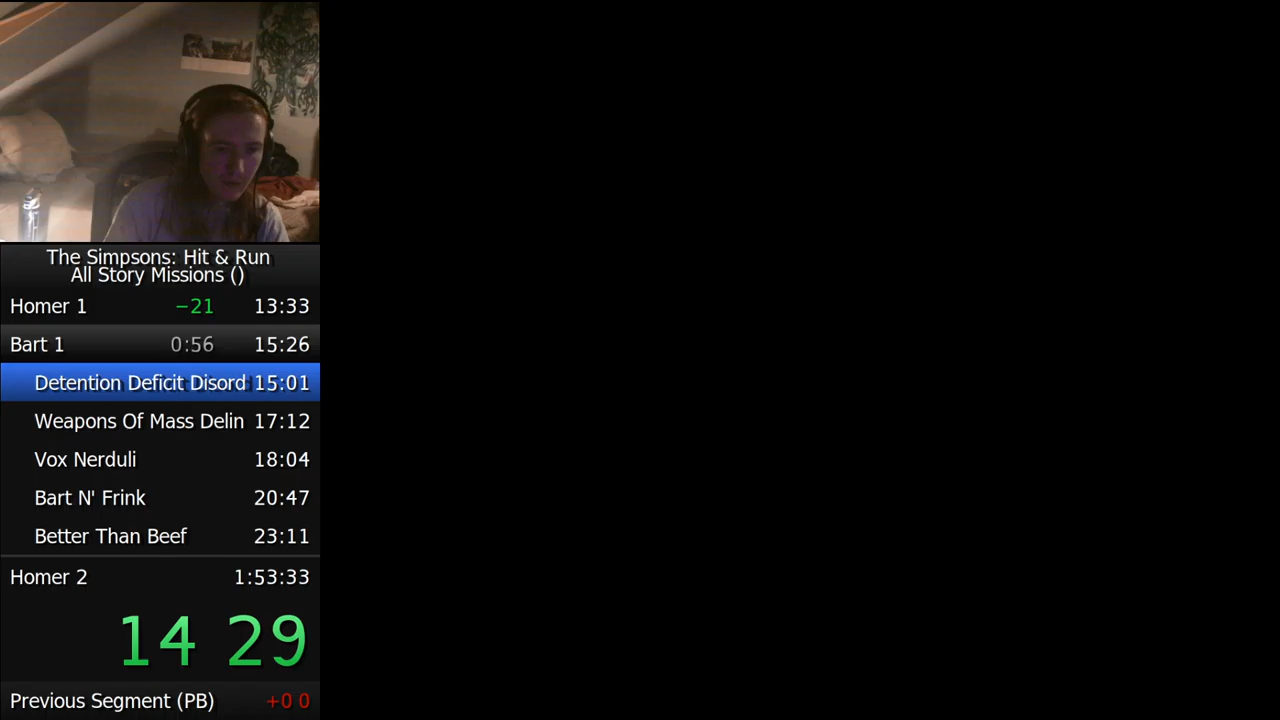 The Simpsons: Hit & Run
All Story Missions ()
Homer 1 −21 13:33
Bart 1 0:56 15:26
Detention Deficit Disord 15:01
Weapons Of Mass Delin 17:12
Vox Nerduli 18:04
Bart N' Frink 20:47
Better Than Beef 23:11
Homer 2 1:53:33
14 29
Previous Segment (PB) +0 0